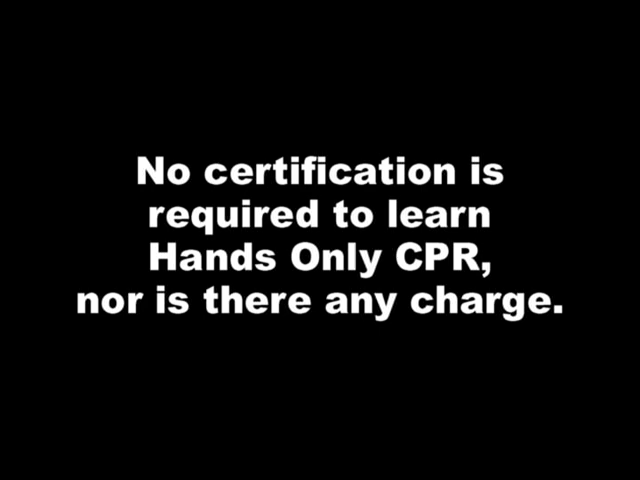 No certification is
required to learn
Hands Only CPR,
nor is there any charge.